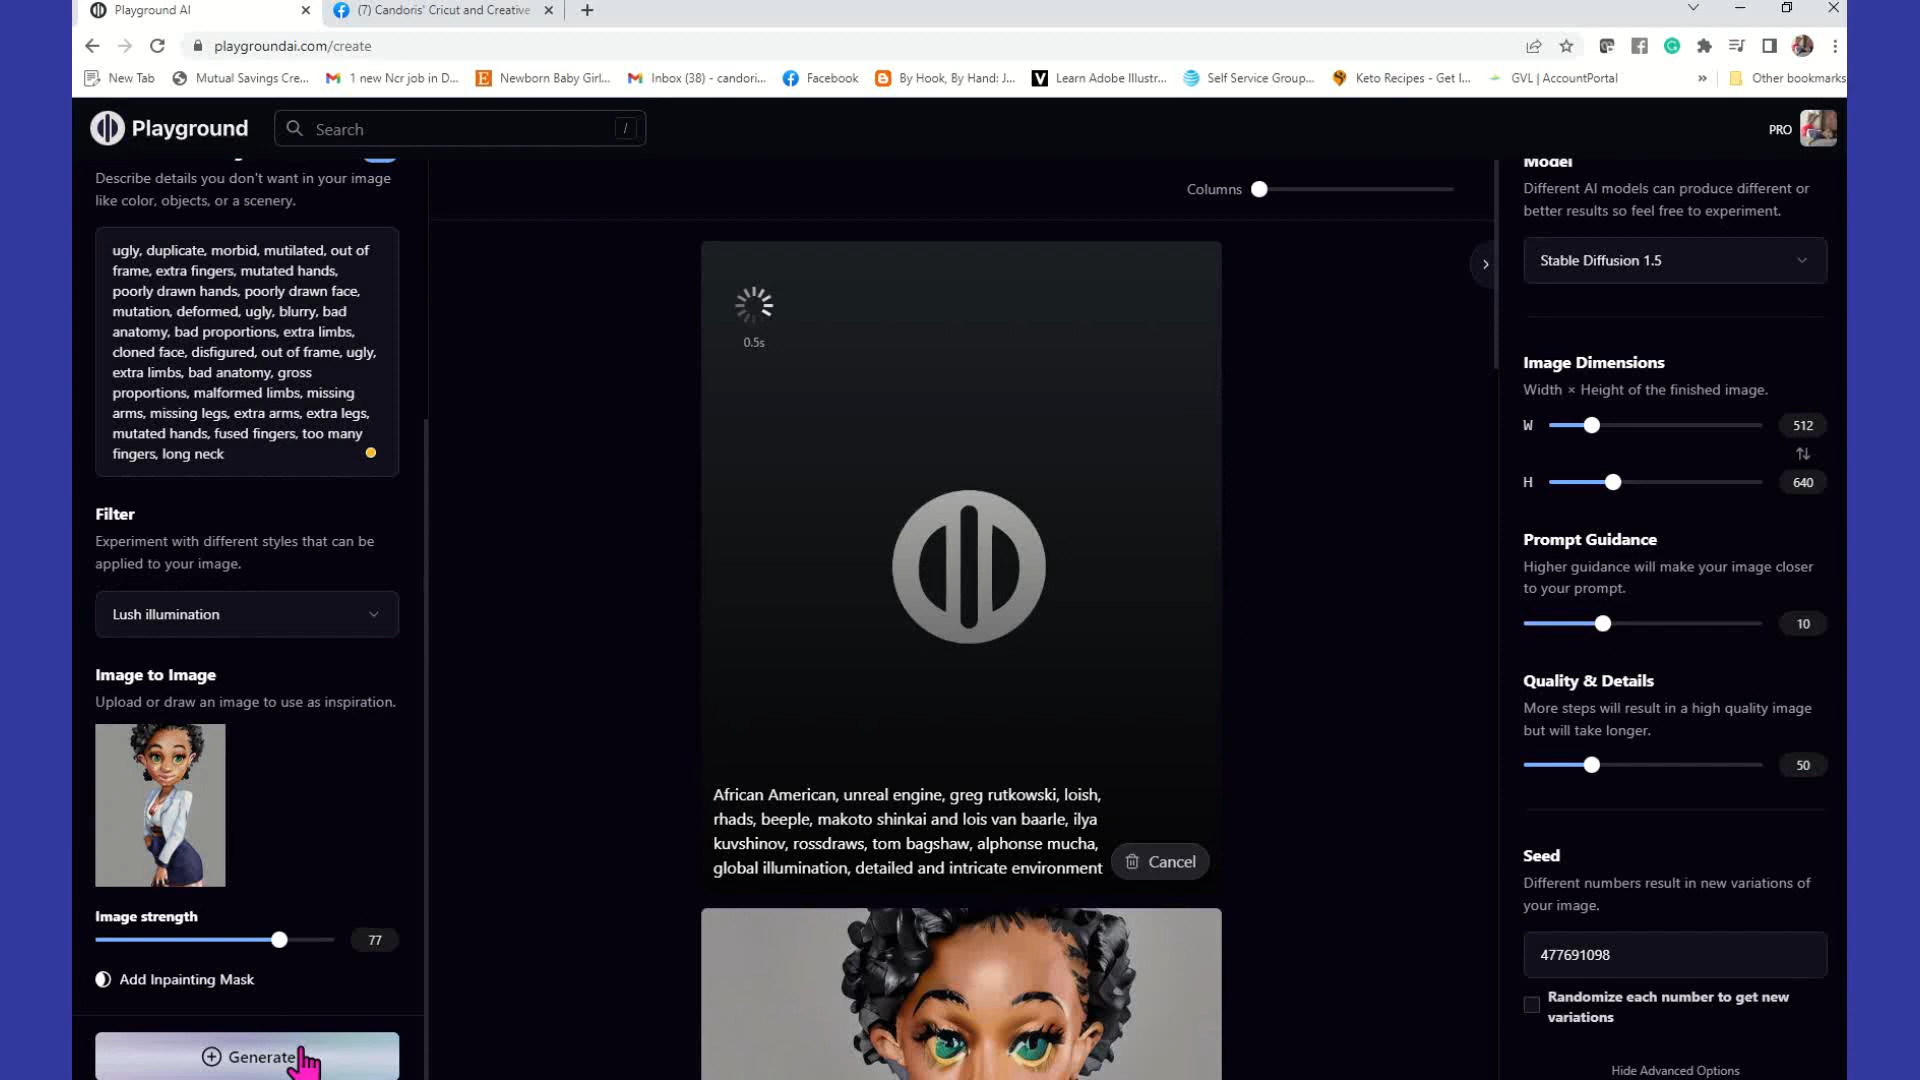 Playground AI
(7) Candoris' Cricut and Creative
playgroundai.com/create
New Tab
Mutual Savings Cre...
1 new Ncr job in D...
Newborn Baby Girl...
Inbox (38) - candori...
Facebook
By Hook, By Hand: J...
Learn Adobe Illustr...
Self Service Group...
Keto Recipes - Get I...
GVL | AccountPortal
»
Other bookmarks
Playground
Search
/
PRO
Describe details you don't want in your image
like color, objects, or a scenery.
ugly, duplicate, morbid, mutilated, out of
frame, extra fingers, mutated hands,
poorly drawn hands, poorly drawn face,
mutation, deformed, ugly, blurry, bad
anatomy, bad proportions, extra limbs,
cloned face, disfigured, out of frame, ugly,
extra limbs, bad anatomy, gross
proportions, malformed limbs, missing
arms, missing legs, extra arms, extra legs,
mutated hands, fused fingers, too many
fingers, long neck
Filter
Experiment with different styles that can be
applied to your image.
Lush illumination
Image to Image
Upload or draw an image to use as inspiration.
Image strength
77
Add Inpainting Mask
Generate
Columns
0.5s
African American, unreal engine, greg rutkowski, loish,
rhads, beeple, makoto shinkai and lois van baarle, ilya
kuvshinov, rossdraws, tom bagshaw, alphonse mucha,
global illumination, detailed and intricate environment
Cancel
Model
Different AI models can produce different or
better results so feel free to experiment.
Stable Diffusion 1.5
Image Dimensions
Width × Height of the finished image.
W
512
H
640
Prompt Guidance
Higher guidance will make your image closer
to your prompt.
10
Quality & Details
More steps will result in a high quality image
but will take longer.
50
Seed
Different numbers result in new variations of
your image.
477691098
Randomize each number to get new
variations
Hide Advanced Options